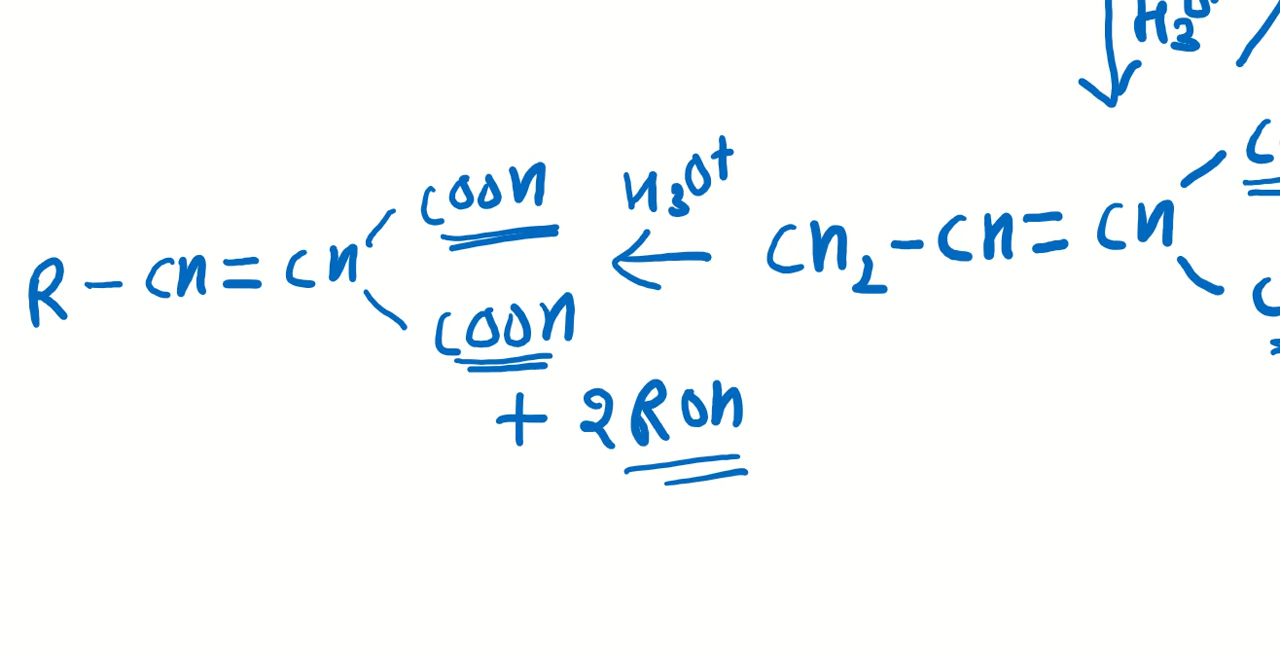 H₃O
COOH
H₃O+
R-CH=CH
CH₂-CH=CH
COOH
+ 2ROH